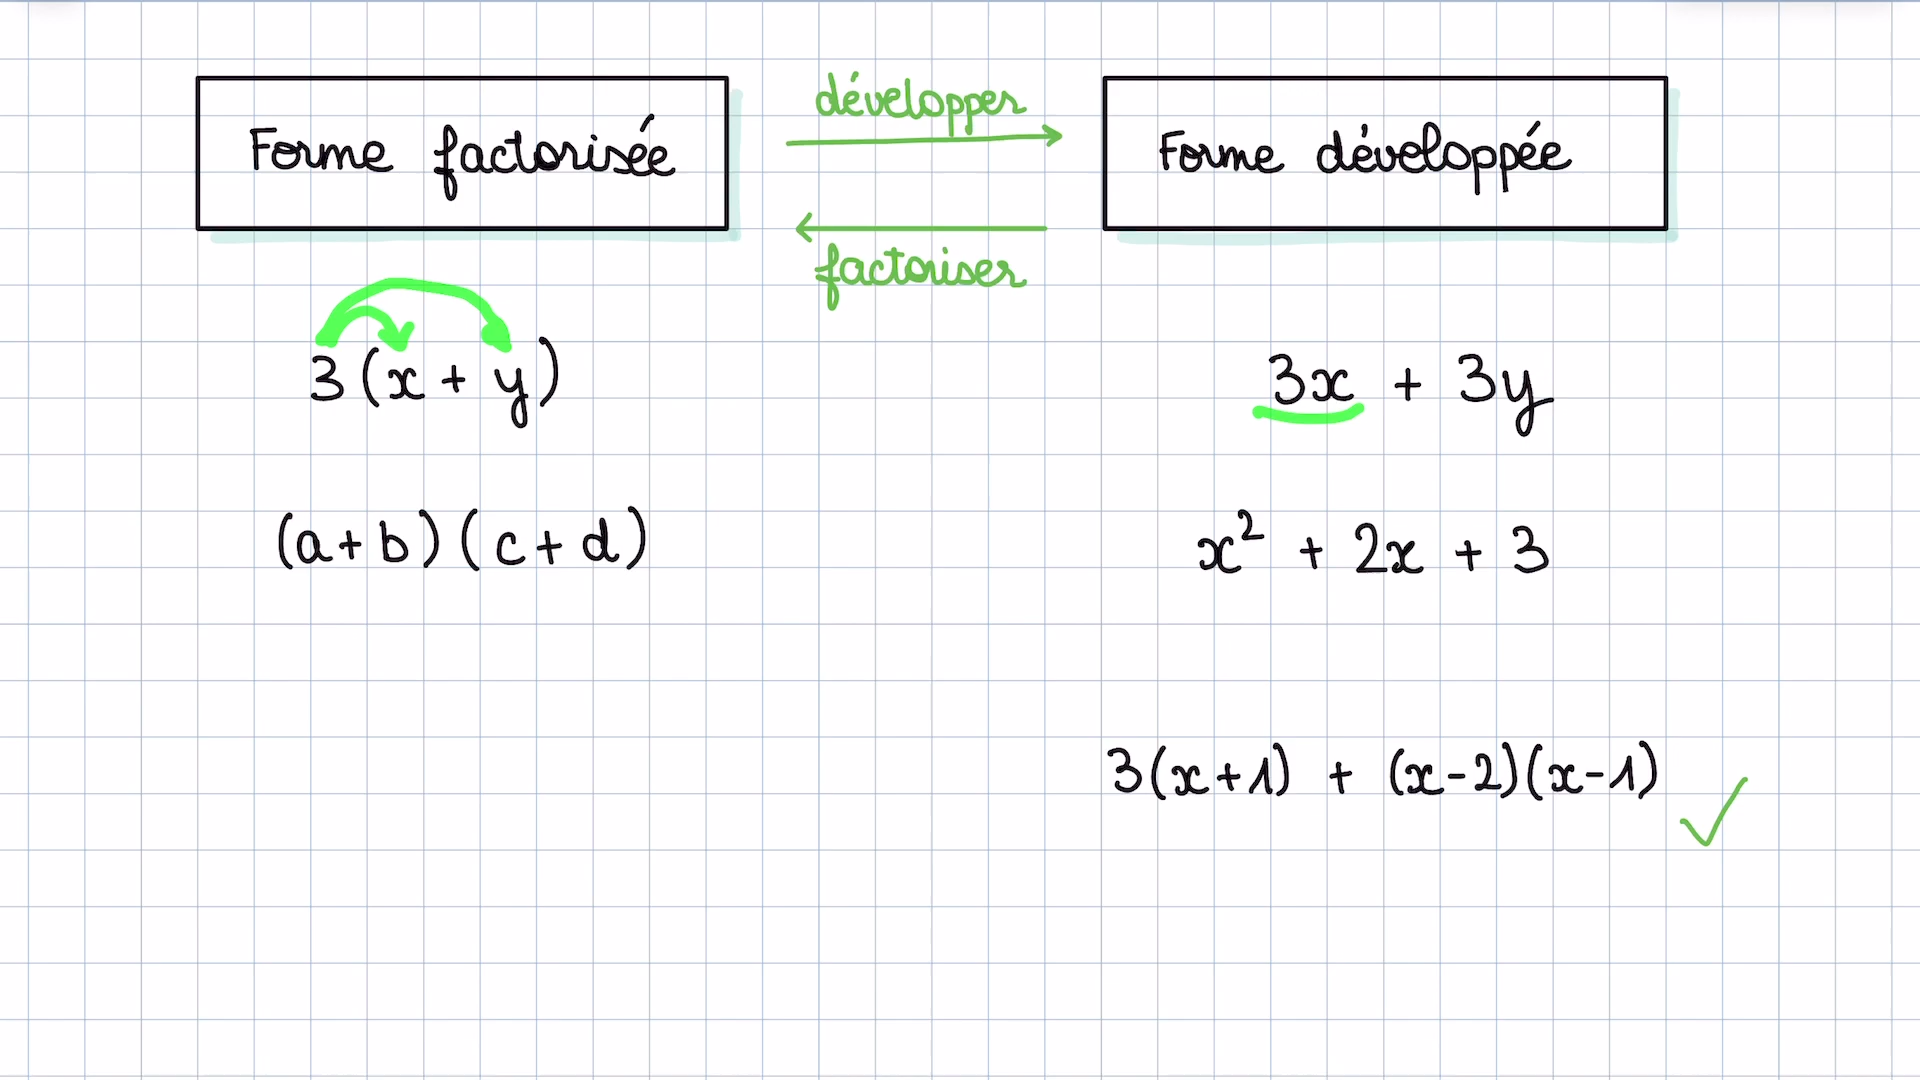 Forme factorisée
développer
Forme développée
factoriser
3(x + y)
3x + 3y
(a+b)(c+d)
x² + 2x + 3
3(x+1) + (x-2)(x-1)